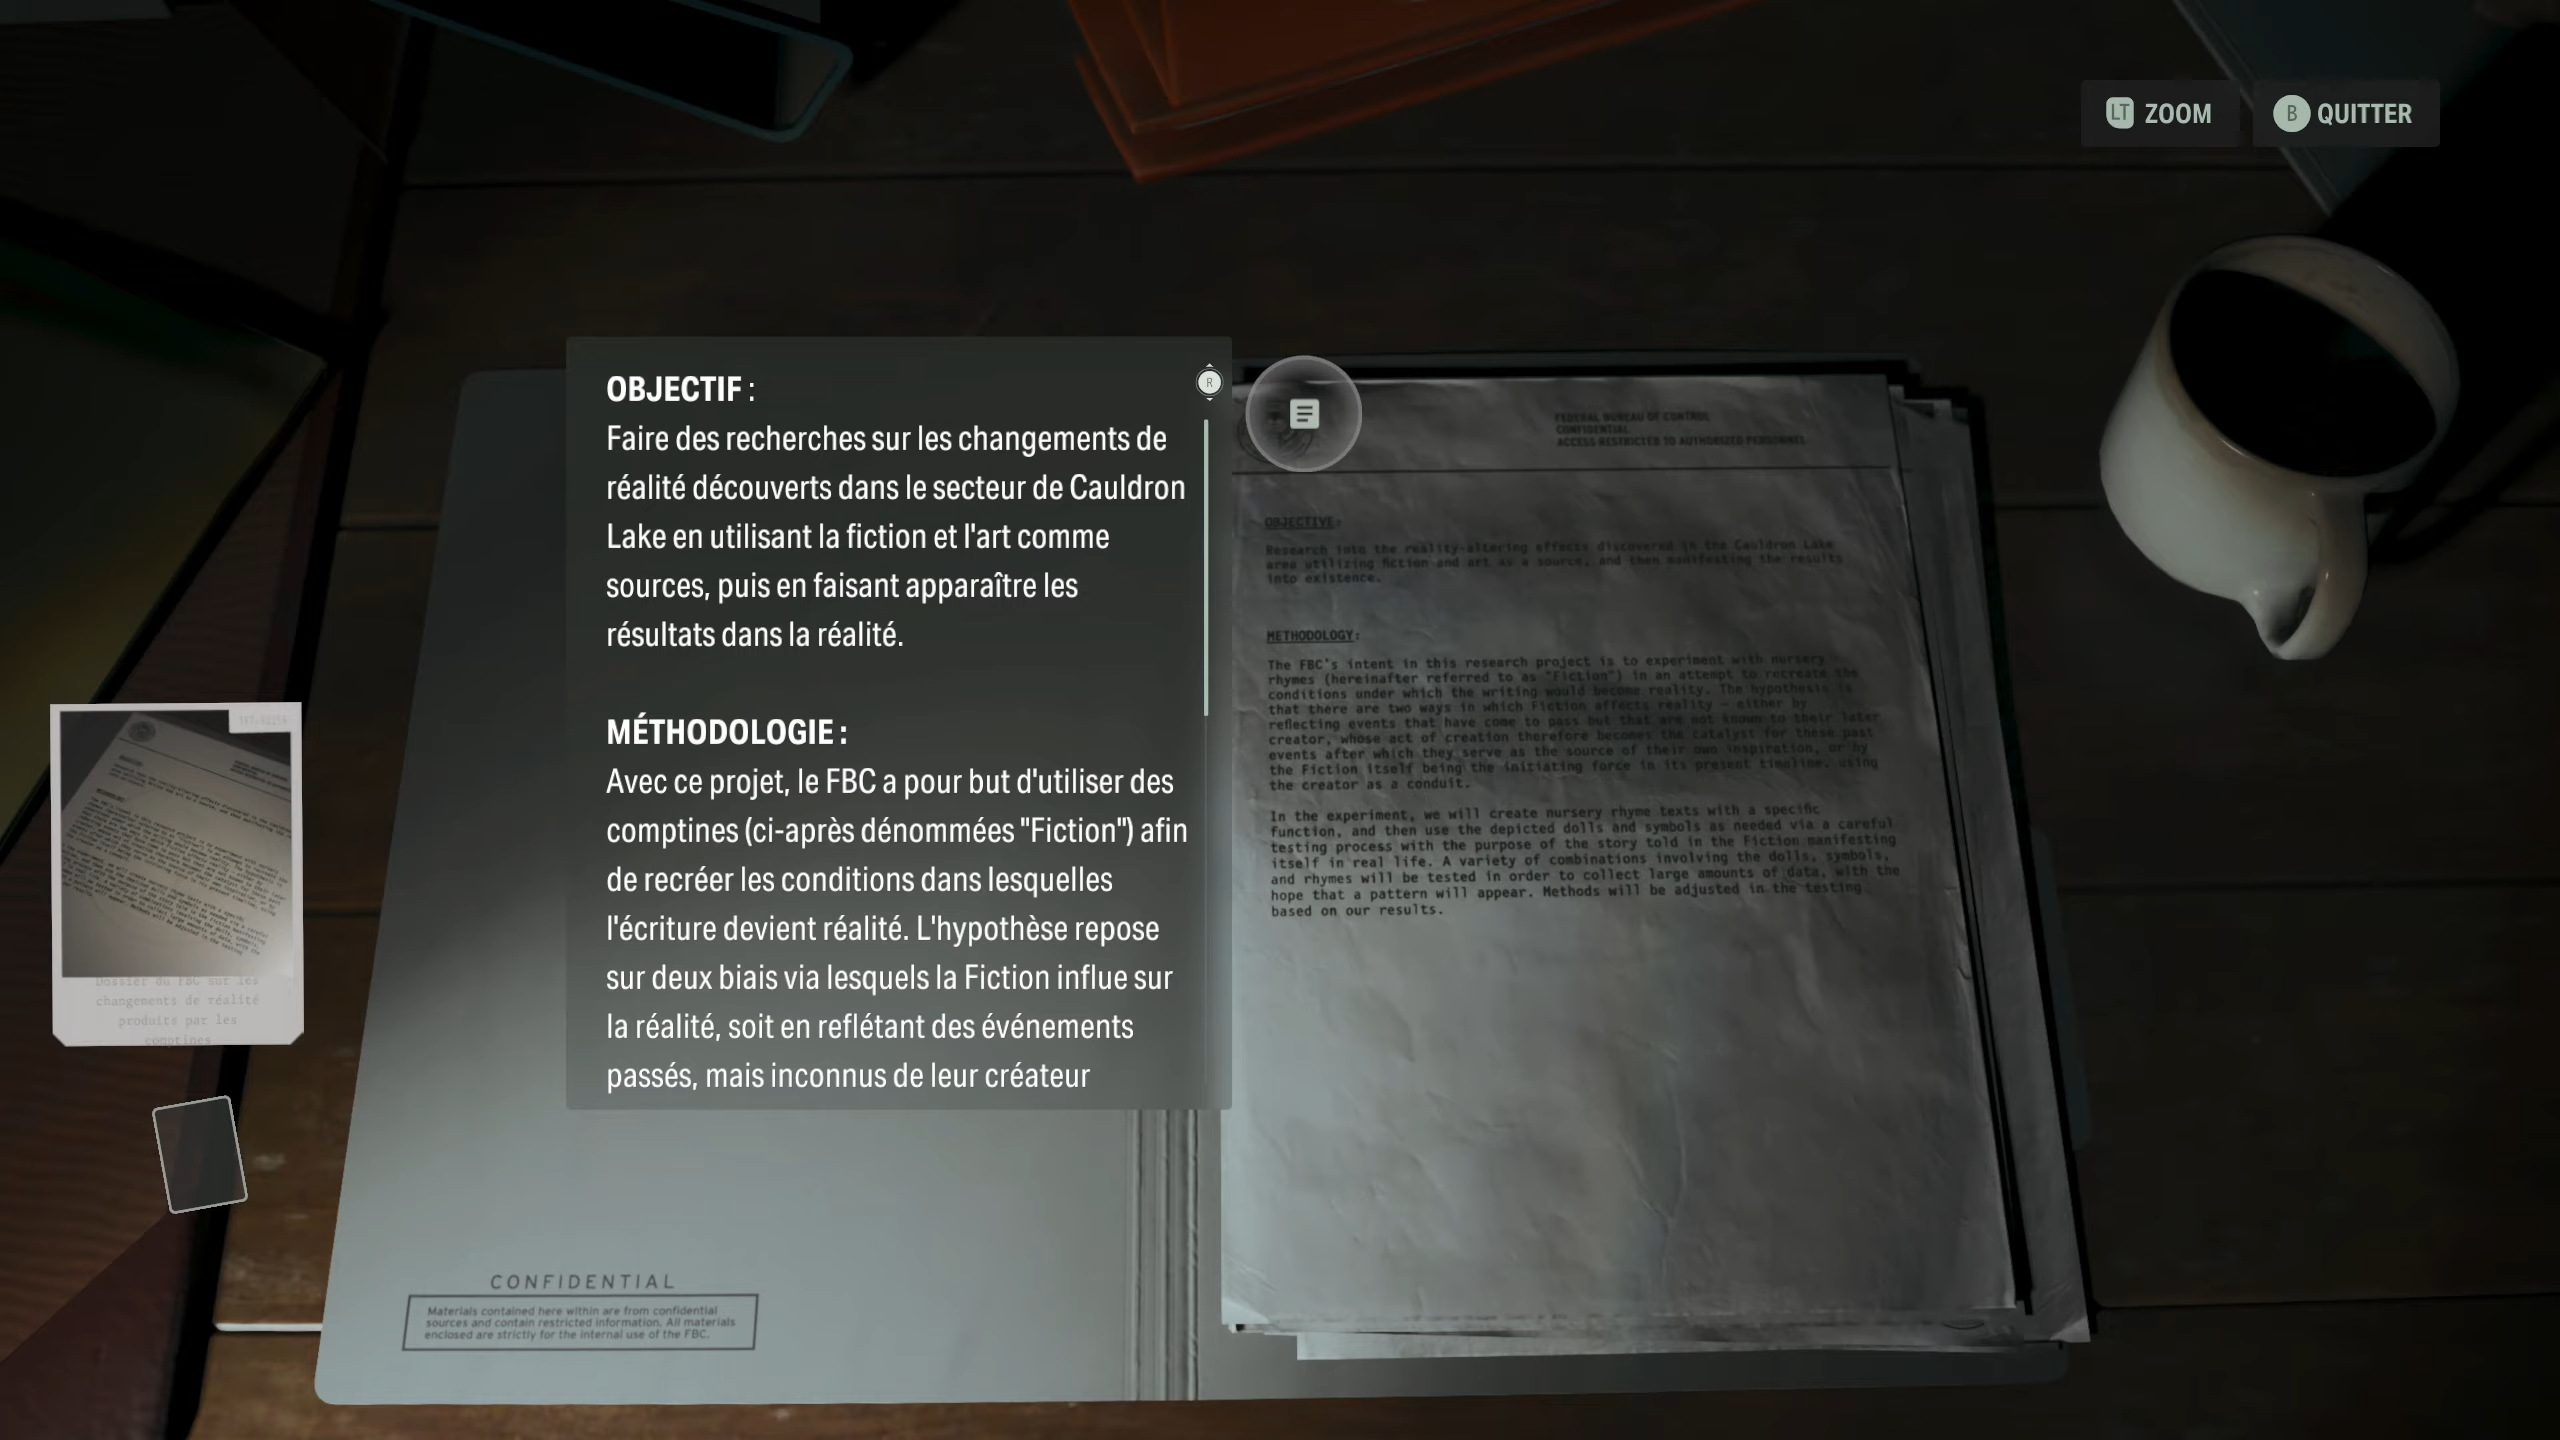 LT ZOOM
B QUITTER
OBJECTIF :
Faire des recherches sur les changements de
réalité découverts dans le secteur de Cauldron
Lake en utilisant la fiction et l'art comme
sources, puis en faisant apparaître les
résultats dans la réalité.
MÉTHODOLOGIE :
Avec ce projet, le FBC a pour but d'utiliser des
comptines (ci-après dénommées "Fiction") afin
de recréer les conditions dans lesquelles
l'écriture devient réalité. L'hypothèse repose
sur deux biais via lesquels la Fiction influe sur
la réalité, soit en reflétant des événements
passés, mais inconnus de leur créateur
R
FEDERAL BUREAU OF CONTROL
CONFIDENTIAL
ACCESS RESTRICTED TO AUTHORIZED PERSONNEL
OBJECTIVE:
Research into the reality-altering effects discovered in the Cauldron Lake
area utilizing fiction and art as a source, and then manifesting the results
into existence.
METHODOLOGY:
The FBC's intent in this research project is to experiment with nursery
rhymes (hereinafter referred to as "Fiction") in an attempt to recreate the
conditions under which the writing would become reality. The hypothesis is
that there are two ways in which Fiction affects reality – either by
reflecting events that have come to pass but that are not known to their later
creator, whose act of creation therefore becomes the catalyst for these past
events after which they serve as the source of their own inspiration, or by
the Fiction itself being the initiating force in its present timeline, using
the creator as a conduit.
In the experiment, we will create nursery rhyme texts with a specific
function, and then use the depicted dolls and symbols as needed via a careful
testing process with the purpose of the story told in the Fiction manifesting
itself in real life. A variety of combinations involving the dolls, symbols,
and rhymes will be tested in order to collect large amounts of data, with the
hope that a pattern will appear. Methods will be adjusted in the testing
based on our results.
Dossier du FBC sur les
changements de réalité
produits par les
comptines
CONFIDENTIAL
Materials contained here within are from confidential
sources and contain restricted information. All materials
enclosed are strictly for the internal use of the FBC.